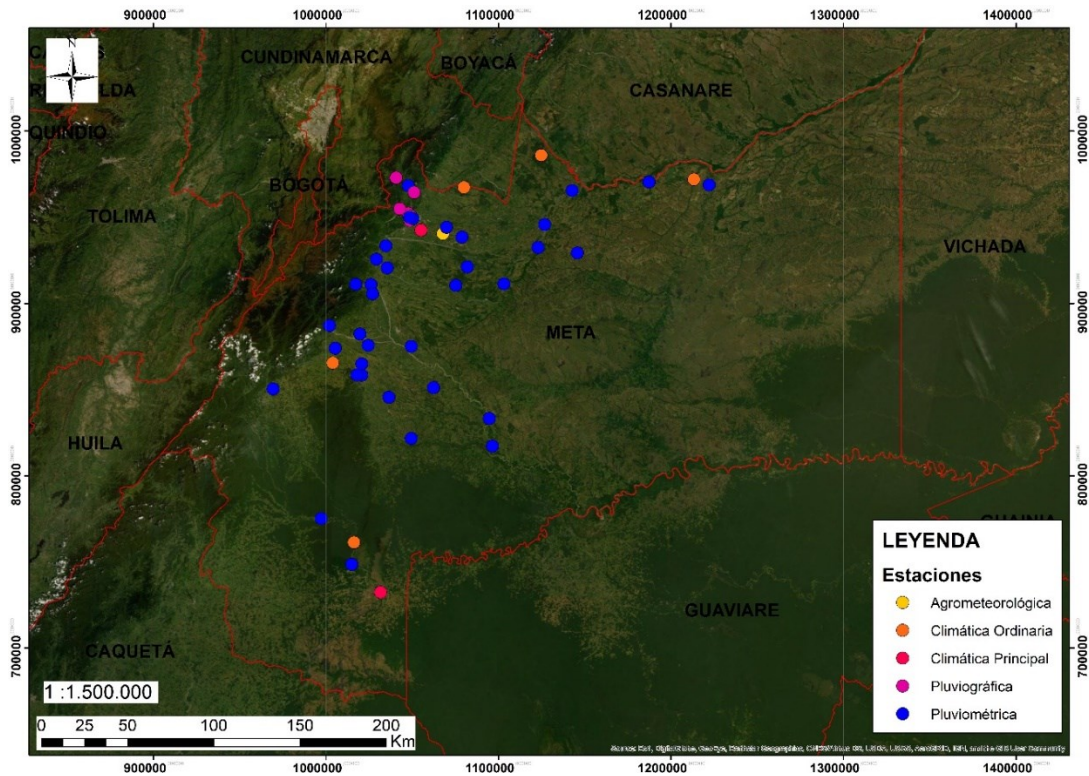 900000 1000000 1100000 1200000 1300000 1400000
N
CUNDINAMARCA
BOYACÁ
CASANARE
QUINDIO
1000000 1000000
BOGOTÁ
TOLIMA
VICHADA
900000 900000
META
HUILA
800000 800000
GUAVIARE
CAQUETÁ
700000 700000
LEYENDA
Estaciones
Agrometeorológica
Climática Ordinaria
Climática Principal
Pluviográfica
Pluviométrica
1 :1.500.000
0 25 50 100 150 200
Km
900000 1000000 1100000 1200000 1300000 1400000